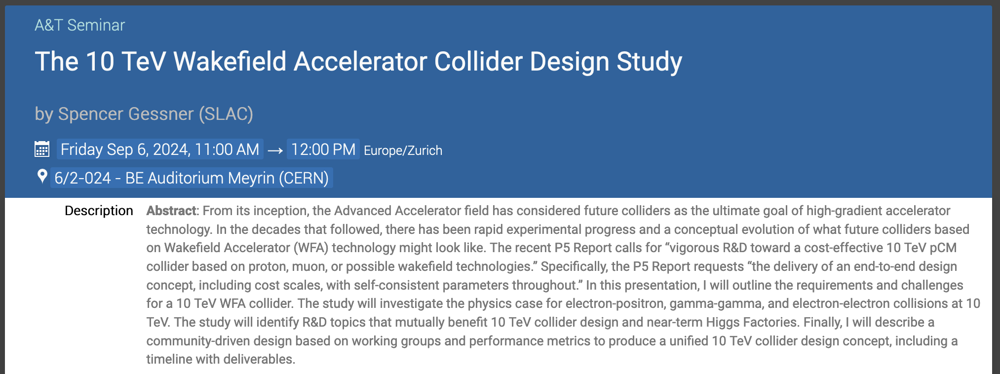 A&T Seminar
The 10 TeV Wakefield Accelerator Collider Design Study
by Spencer Gessner (SLAC)
Friday Sep 6, 2024, 11:00 AM → 12:00 PM Europe/Zurich
6/2-024 - BE Auditorium Meyrin (CERN)
Description Abstract: From its inception, the Advanced Accelerator field has considered future colliders as the ultimate goal of high-gradient accelerator
technology. In the decades that followed, there has been rapid experimental progress and a conceptual evolution of what future colliders based
on Wakefield Accelerator (WFA) technology might look like. The recent P5 Report calls for “vigorous R&D toward a cost-effective 10 TeV pCM
collider based on proton, muon, or possible wakefield technologies.” Specifically, the P5 Report requests “the delivery of an end-to-end design
concept, including cost scales, with self-consistent parameters throughout.” In this presentation, I will outline the requirements and challenges
for a 10 TeV WFA collider. The study will investigate the physics case for electron-positron, gamma-gamma, and electron-electron collisions at 10
TeV. The study will identify R&D topics that mutually benefit 10 TeV collider design and near-term Higgs Factories. Finally, I will describe a
community-driven design based on working groups and performance metrics to produce a unified 10 TeV collider design concept, including a
timeline with deliverables.